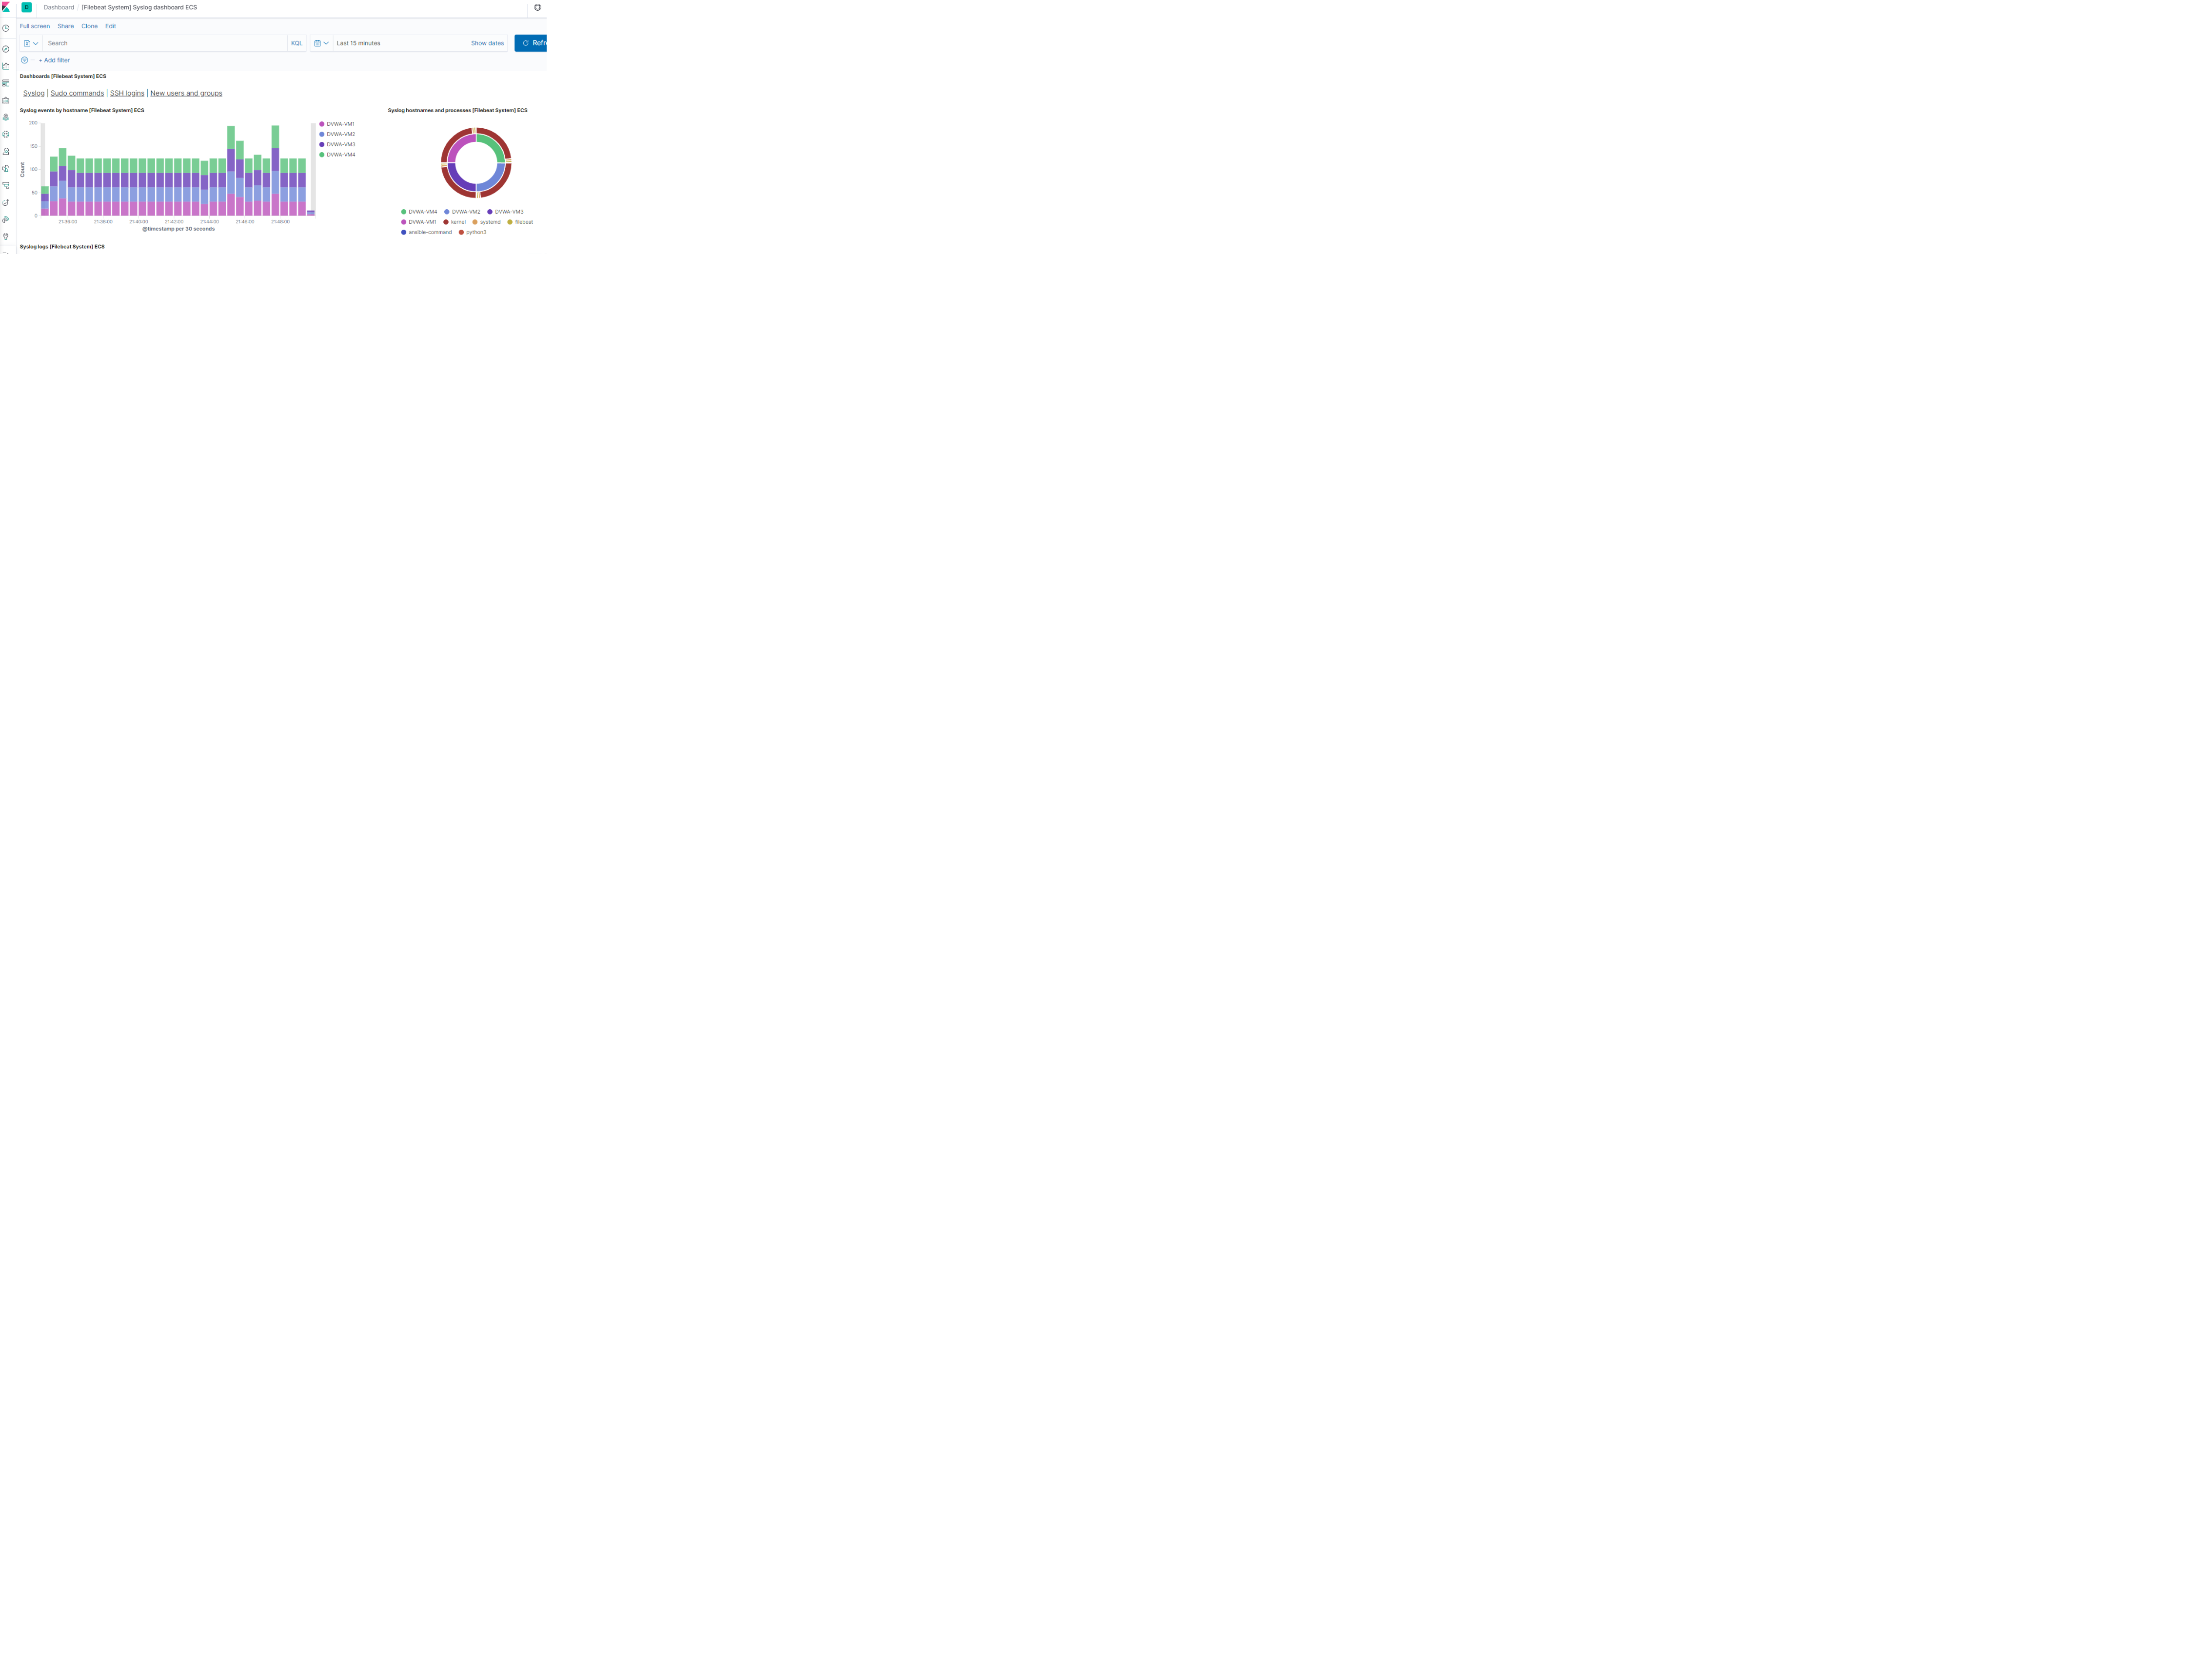 D Dashboard / [Filebeat System] Syslog dashboard ECS
Full screen Share Clone Edit
Search KQL Last 15 minutes Show dates Refr
+ Add filter
Dashboards [Filebeat System] ECS
Syslog | Sudo commands | SSH logins | New users and groups
Syslog events by hostname [Filebeat System] ECS
200
150
100
50
0
Count
21:36:00 21:38:00 21:40:00 21:42:00 21:44:00 21:46:00 21:48:00
@timestamp per 30 seconds
DVWA-VM1
DVWA-VM2
DVWA-VM3
DVWA-VM4
Syslog hostnames and processes [Filebeat System] ECS
DVWA-VM4 DVWA-VM2 DVWA-VM3
DVWA-VM1 kernel systemd filebeat
ansible-command python3
Syslog logs [Filebeat System] ECS